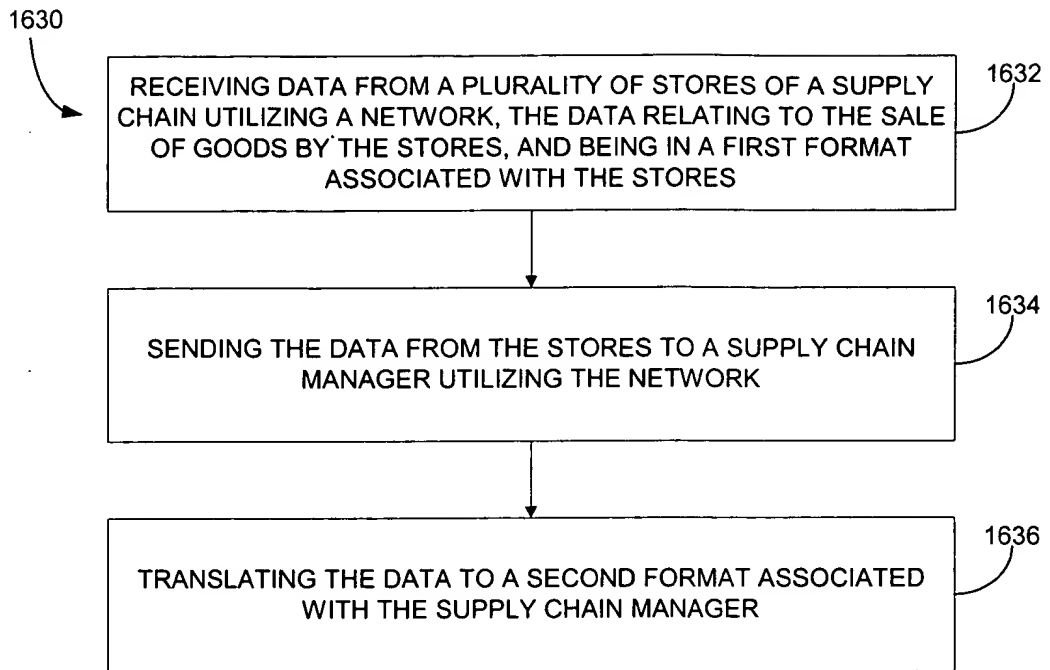 1630
RECEIVING DATA FROM A PLURALITY OF STORES OF A SUPPLY
CHAIN UTILIZING A NETWORK, THE DATA RELATING TO THE SALE
OF GOODS BY THE STORES, AND BEING IN A FIRST FORMAT
ASSOCIATED WITH THE STORES
1632
SENDING THE DATA FROM THE STORES TO A SUPPLY CHAIN
MANAGER UTILIZING THE NETWORK
1634
TRANSLATING THE DATA TO A SECOND FORMAT ASSOCIATED
WITH THE SUPPLY CHAIN MANAGER
1636